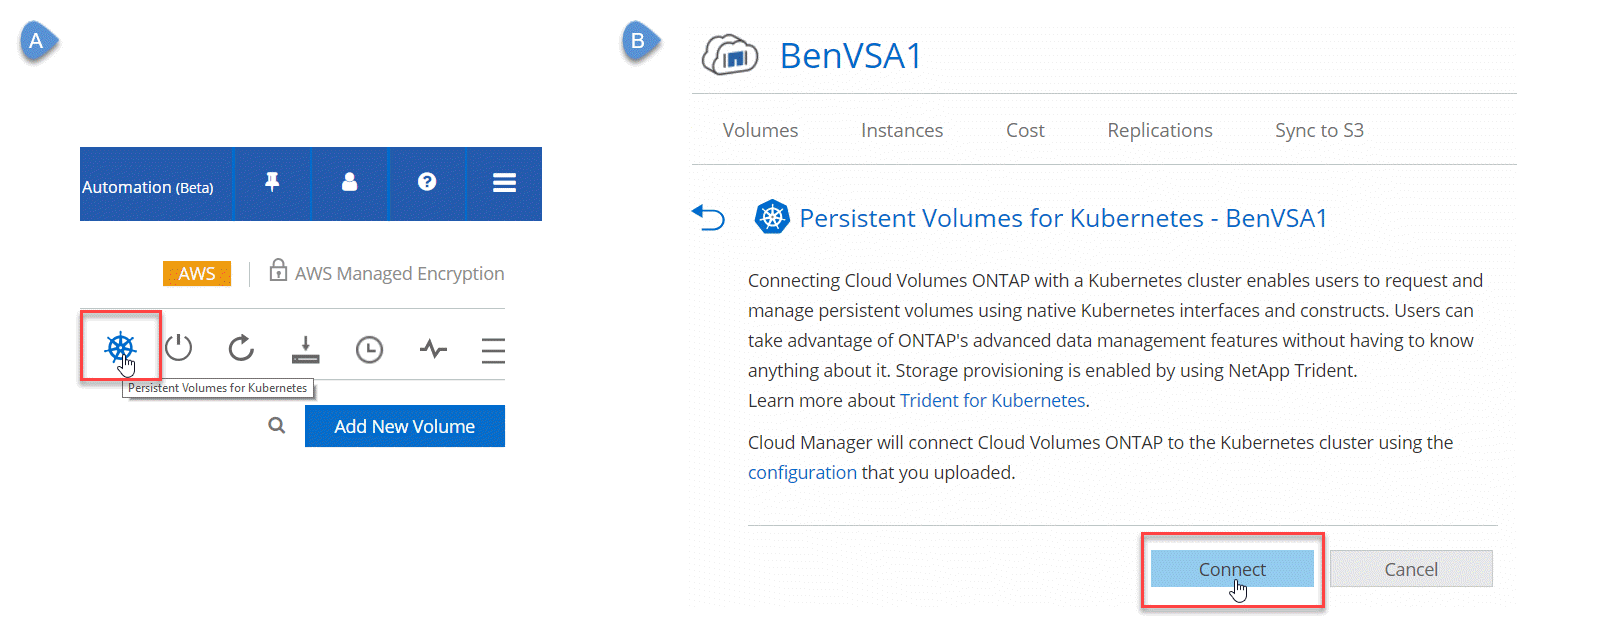 A
Automation (Beta)
AWS
AWS Managed Encryption
Persistent Volumes for Kubernetes
Add New Volume
B
BenVSA1
Volumes Instances Cost Replications Sync to S3
Persistent Volumes for Kubernetes - BenVSA1
Connecting Cloud Volumes ONTAP with a Kubernetes cluster enables users to request and
manage persistent volumes using native Kubernetes interfaces and constructs. Users can
take advantage of ONTAP's advanced data management features without having to know
anything about it. Storage provisioning is enabled by using NetApp Trident.
Learn more about Trident for Kubernetes.
Cloud Manager will connect Cloud Volumes ONTAP to the Kubernetes cluster using the
configuration that you uploaded.
Connect Cancel